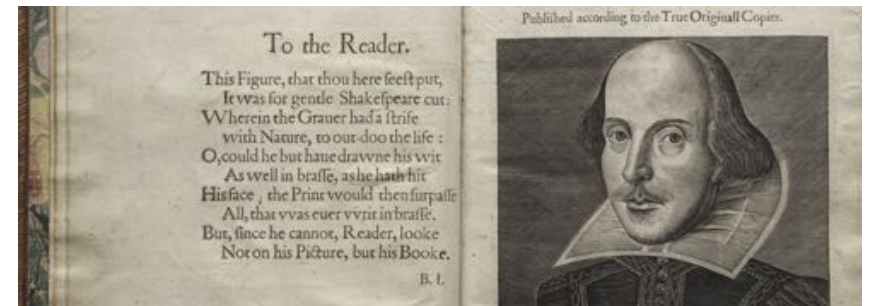 To the Reader.
This Figure, that thou here ſeeſt put,
It was for gentle Shakeſpeare cut:
VVherein the Grauer had a ſtrife
with Nature, to out-doo the life :
O,could he but haue drawne his wit
As well in braſſe, as he hath hit
His face ; the Print would then ſurpaſſe
All, that vvas euer vvrit in braſſe.
But, ſince he cannot, Reader, looke
Not on his Picture, but his Booke.
B. I.
Publiſhed according to the True Originall Copies.